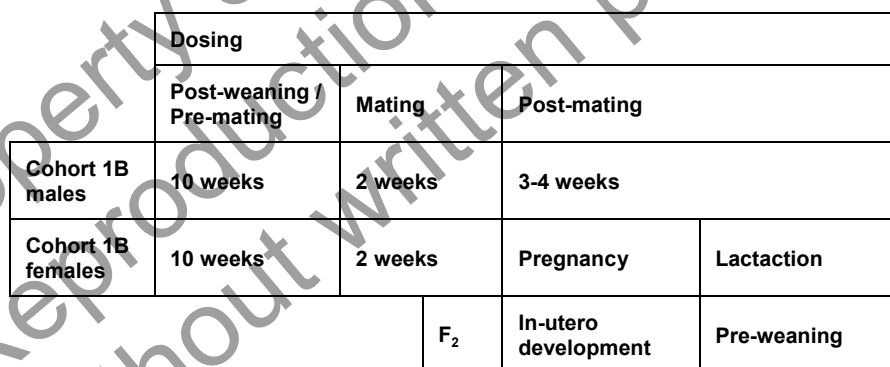 Dosing
Post-weaning /
Pre-mating
Mating
Post-mating
Cohort 1B
males
10 weeks
2 weeks
3-4 weeks
Cohort 1B
females
10 weeks
2 weeks
Pregnancy
Lactaction
F₂
In-utero
development
Pre-weaning